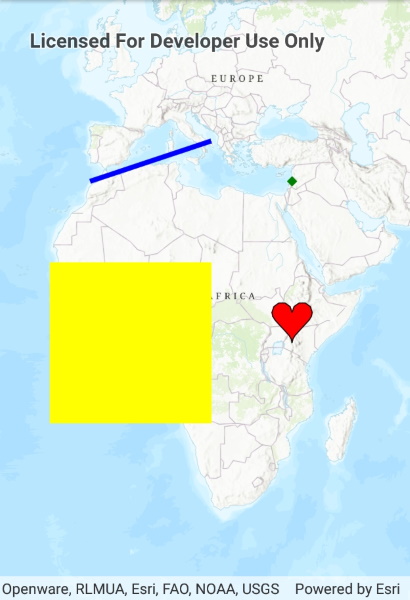 Licensed For Developer Use Only
EUROPE
AFRICA
Openware, RLMUA, Esri, FAO, NOAA, USGS Powered by Esri